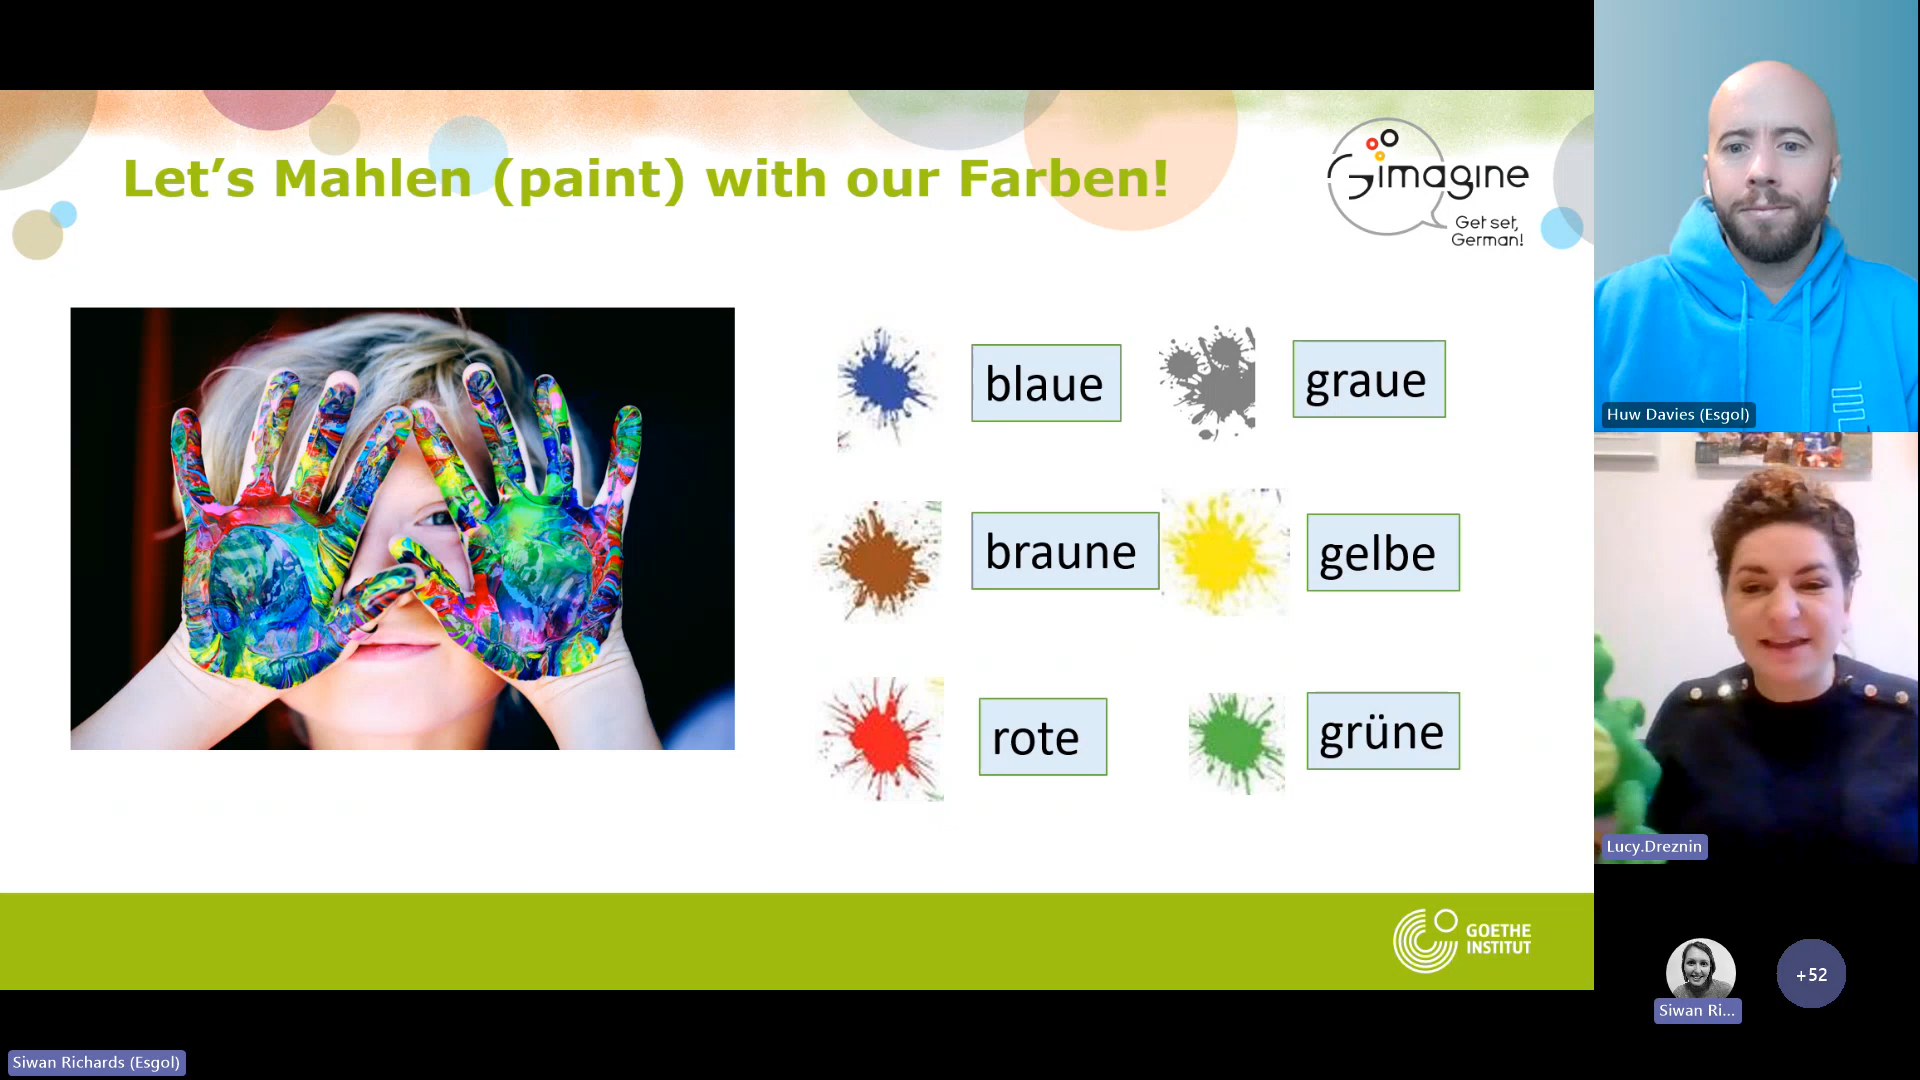 Let's Mahlen (paint) with our Farben!
Gimagine
Get set,
German!
blaue
graue
braune
gelbe
rote
grüne
GOETHE
INSTITUT
Huw Davies (Esgol)
Lucy.Dreznin
Siwan Ri...
+52
Siwan Richards (Esgol)